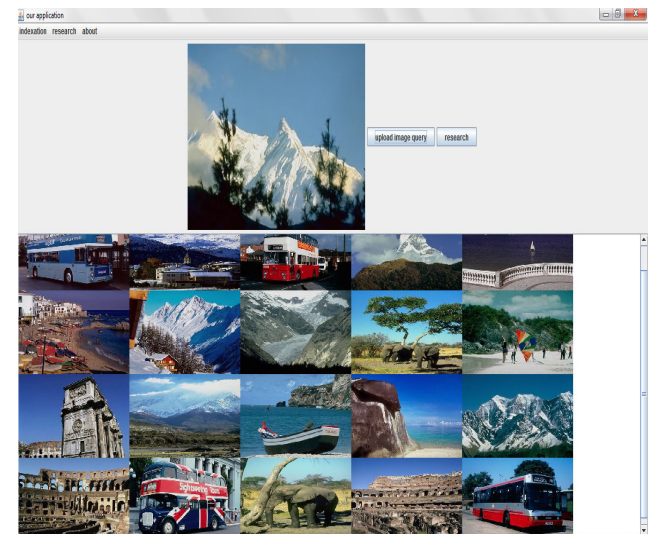 our application
indexation research about
upload image query research
Sightseeing Tours